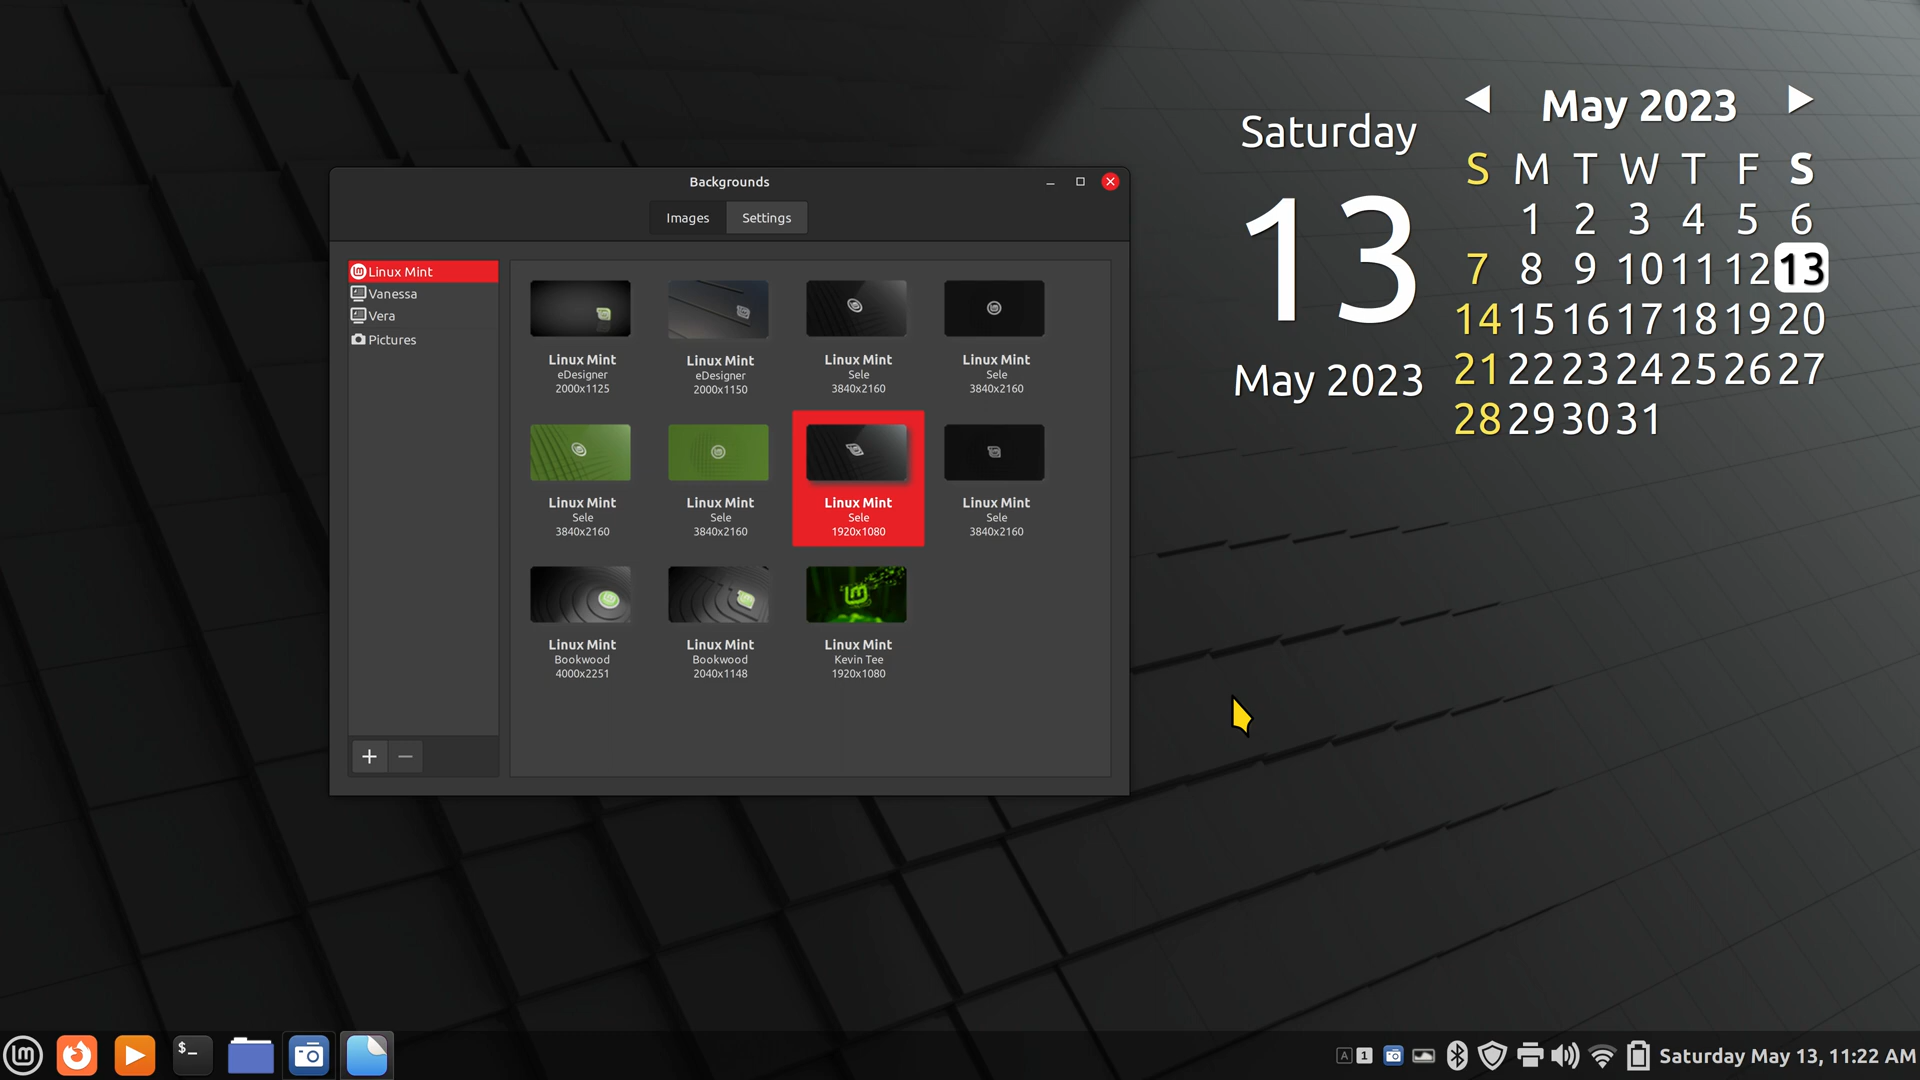 Backgrounds
Images Settings
Linux Mint
Vanessa
Vera
Pictures
Linux Mint
eDesigner
2000x1125
Linux Mint
eDesigner
2000x1150
Linux Mint
Sele
3840x2160
Linux Mint
Sele
3840x2160
Linux Mint
Sele
3840x2160
Linux Mint
Sele
3840x2160
Linux Mint
Sele
1920x1080
Linux Mint
Sele
3840x2160
Linux Mint
Bookwood
4000x2251
Linux Mint
Bookwood
2040x1148
Linux Mint
Kevin Tee
1920x1080
Saturday
13
May 2023
May 2023
S M T W T F S
1 2 3 4 5 6
7 8 9 10 11 12 13
14 15 16 17 18 19 20
21 22 23 24 25 26 27
28 29 30 31
$_
A 1
Saturday May 13, 11:22 AM